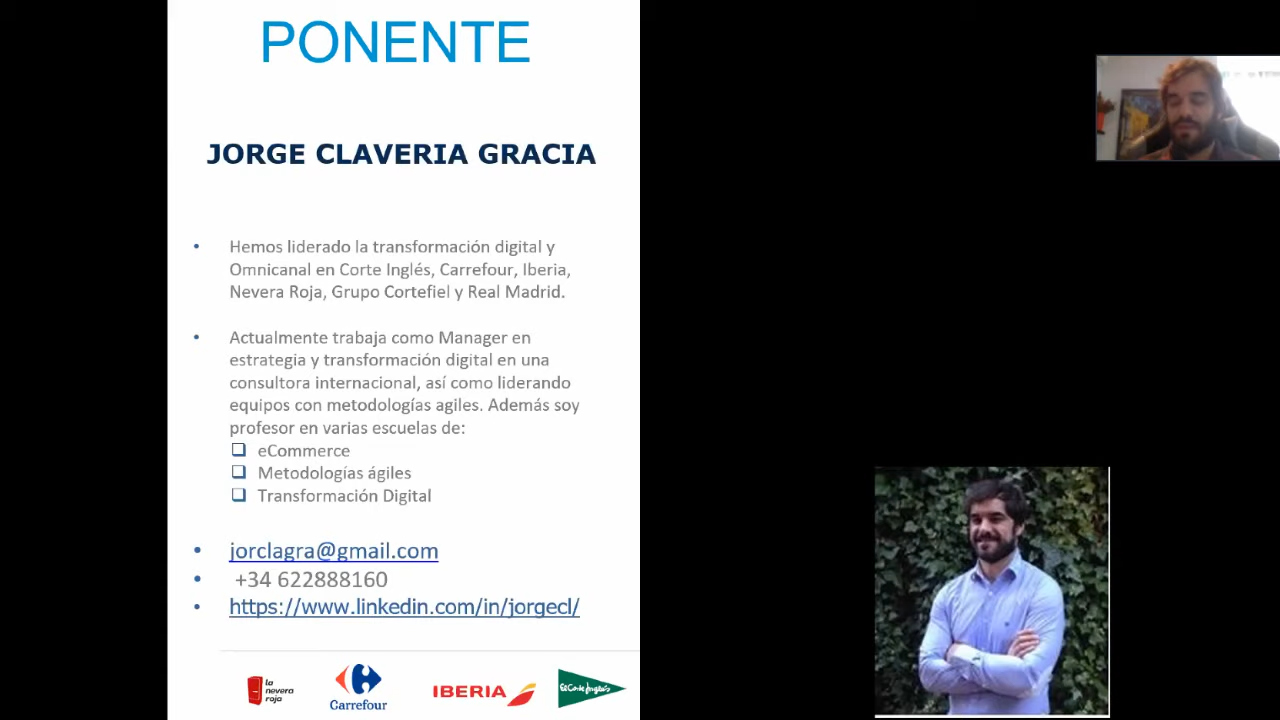 PONENTE
JORGE CLAVERIA GRACIA
• Hemos liderado la transformación digital y
Omnicanal en Corte Inglés, Carrefour, Iberia,
Nevera Roja, Grupo Cortefiel y Real Madrid.
• Actualmente trabaja como Manager en
estrategia y transformación digital en una
consultora internacional, así como liderando
equipos con metodologías agiles. Además soy
profesor en varias escuelas de:
❑ eCommerce
❑ Metodologías ágiles
❑ Transformación Digital
• jorclagra@gmail.com
• +34 622888160
• https://www.linkedin.com/in/jorgecl/
la
nevera
roja
Carrefour
IBERIA
El Corte Inglés